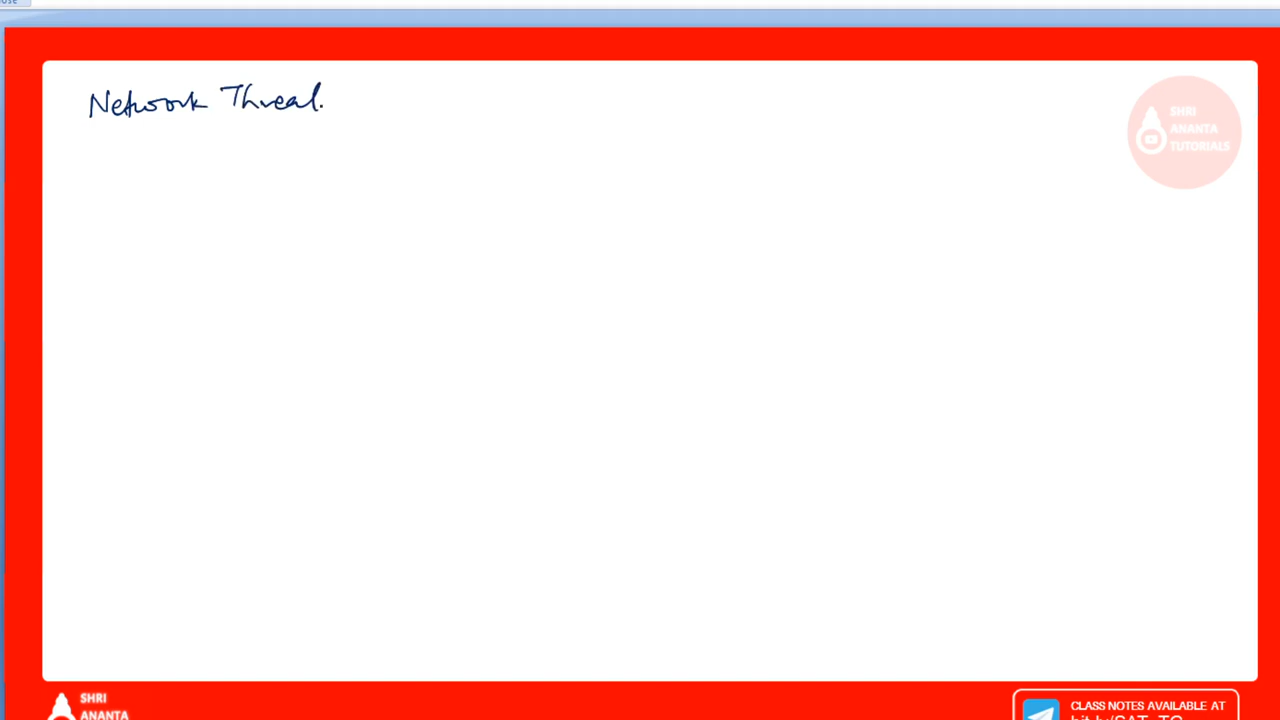 Network Threat
SHRI
ANANTA
TUTORIALS
SHRI
ANANTA
CLASS NOTES AVAILABLE AT